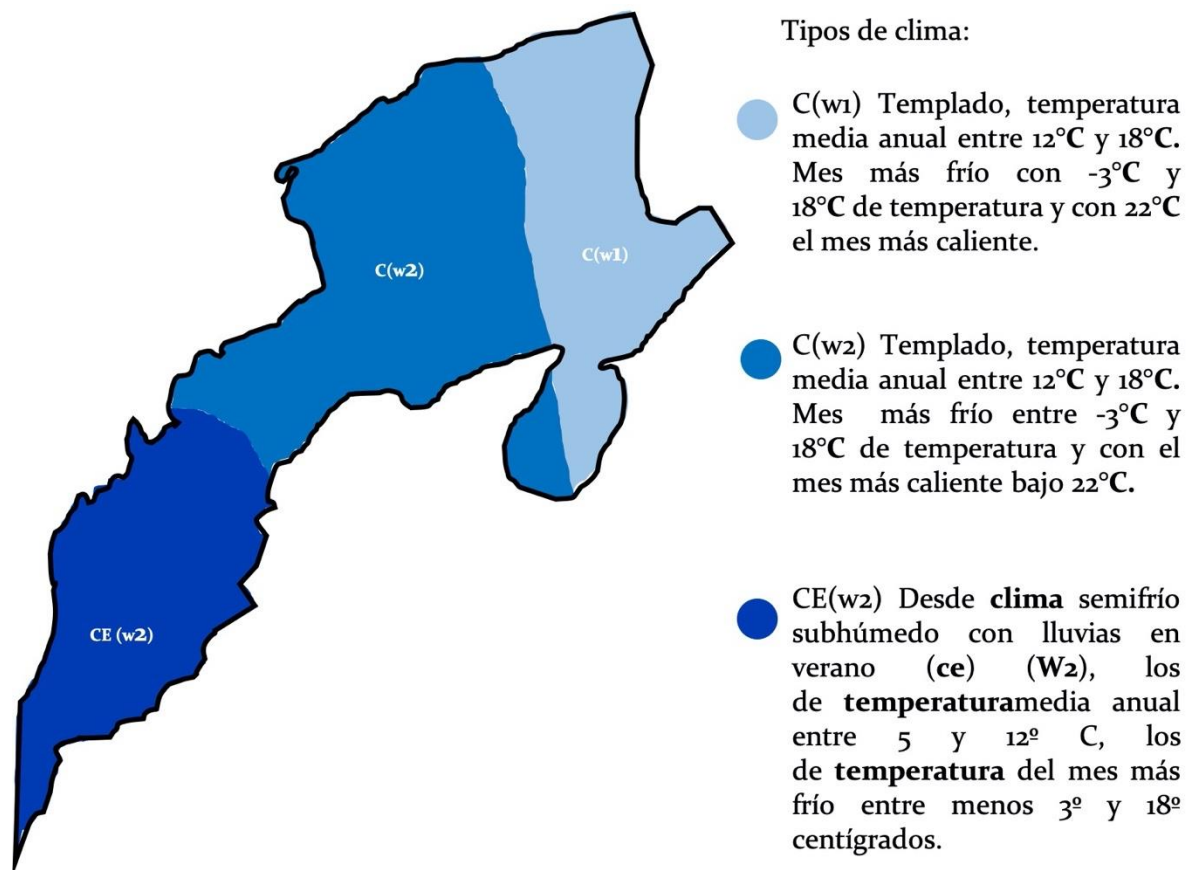 Tipos de clima:
C(w1) Templado, temperatura
media anual entre 12°C y 18°C.
Mes más frío con -3°C y
18°C de temperatura y con 22°C
el mes más caliente.
C(w2) Templado, temperatura
media anual entre 12°C y 18°C.
Mes más frío entre -3°C y
18°C de temperatura y con el
mes más caliente bajo 22°C.
CE(w2) Desde clima semifrío
subhúmedo con lluvias en
verano (ce) (W2), los
de temperaturamedia anual
entre 5 y 12º C, los
de temperatura del mes más
frío entre menos 3º y 18º
centígrados.
C(w2)
C(w1)
CE (w2)